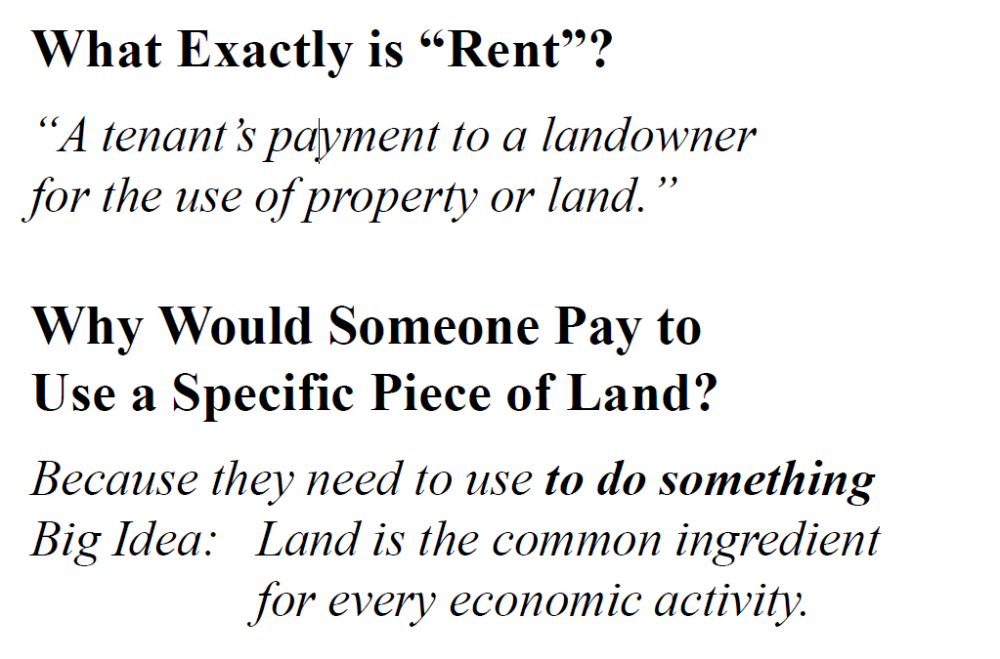 What Exactly is “Rent”?
“A tenant’s payment to a landowner
for the use of property or land.”
Why Would Someone Pay to
Use a Specific Piece of Land?
Because they need to use to do something
Big Idea: Land is the common ingredient
for every economic activity.